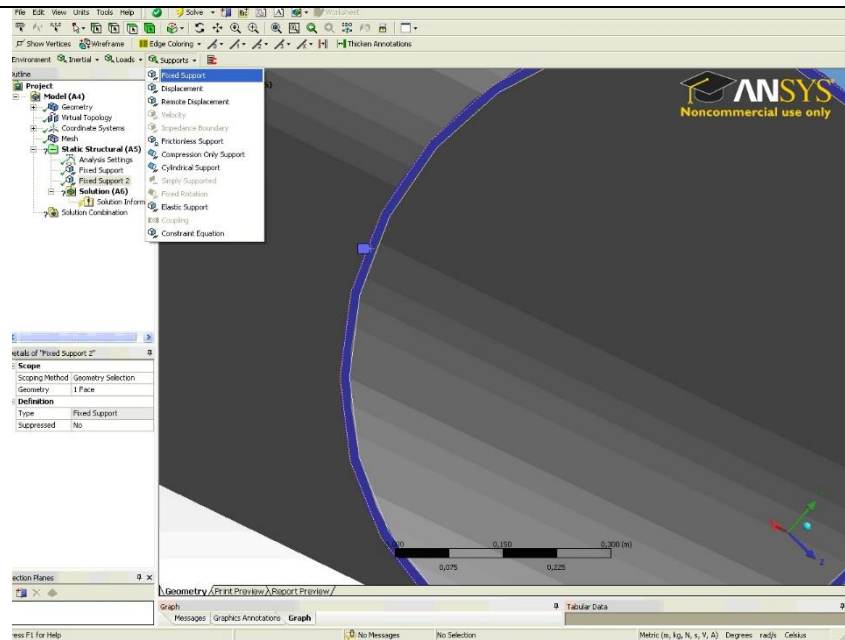 File Edit View Units Tools Help Solve Worksheet
Show Vertices Wireframe Edge Coloring Thicken Annotations
Environment Inertial Loads Supports
Outline
Project
Model (A4)
Geometry
Virtual Topology
Coordinate Systems
Mesh
Static Structural (A5)
Analysis Settings
Fixed Support
Fixed Support 2
Solution (A6)
Solution Inform
Solution Combination
Fixed Support
Displacement
Remote Displacement
Velocity
Impedance Boundary
Frictionless Support
Compression Only Support
Cylindrical Support
Simply Supported
Fixed Rotation
Elastic Support
Coupling
Constraint Equation
ANSYS
Noncommercial use only
Details of "Fixed Support 2"
Scope
Scoping Method Geometry Selection
Geometry 1 Face
Definition
Type Fixed Support
Suppressed No
0,150 0,300 (m)
0,075 0,225
Z
ection Planes
Geometry Print Preview Report Preview
Graph Tabular Data
Messages Graphics Annotations Graph
ress F1 for Help No Messages No Selection Metric (m, kg, N, s, V, A) Degrees rad/s Celsius